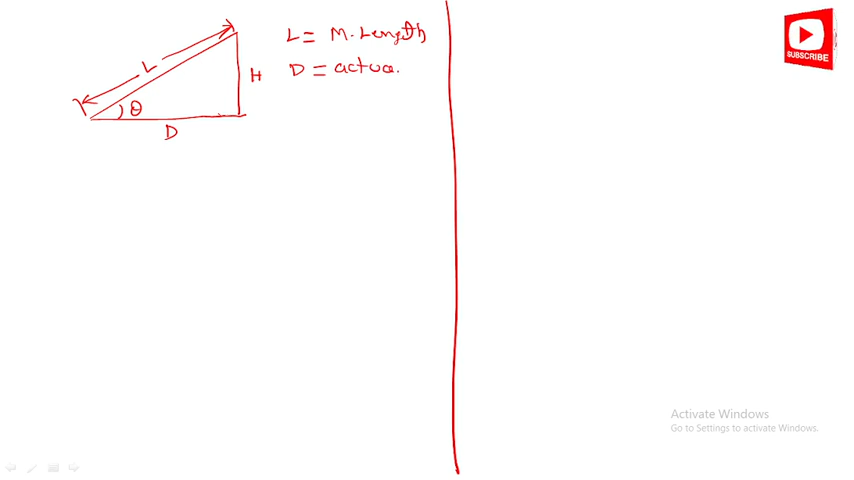 L = M. Length
D = actua.
L
H
θ
D
SUBSCRIBE
Activate Windows
Go to Settings to activate Windows.